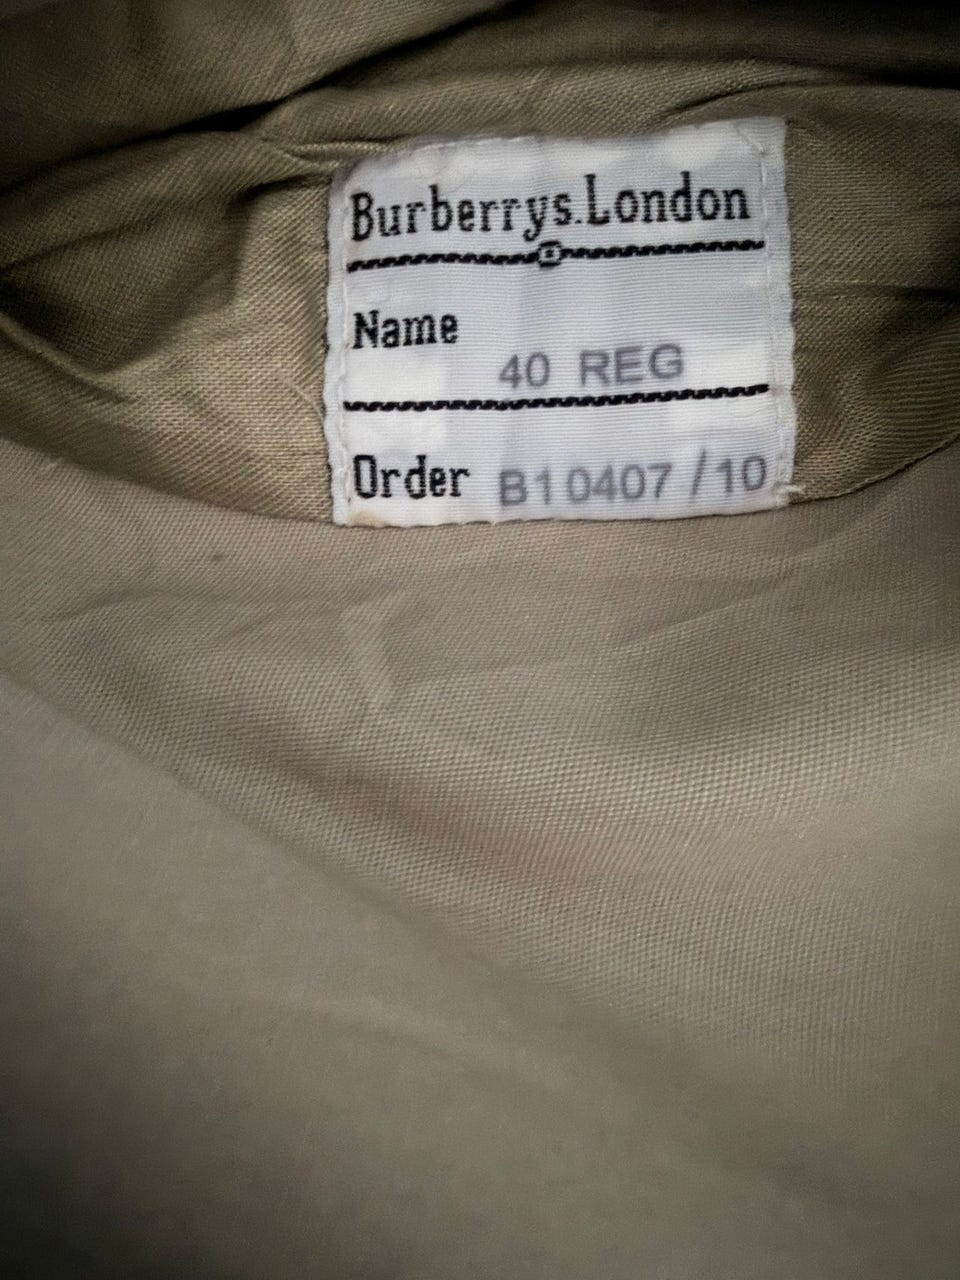 Burberrys.London
Name
40 REG
Order B10407/10